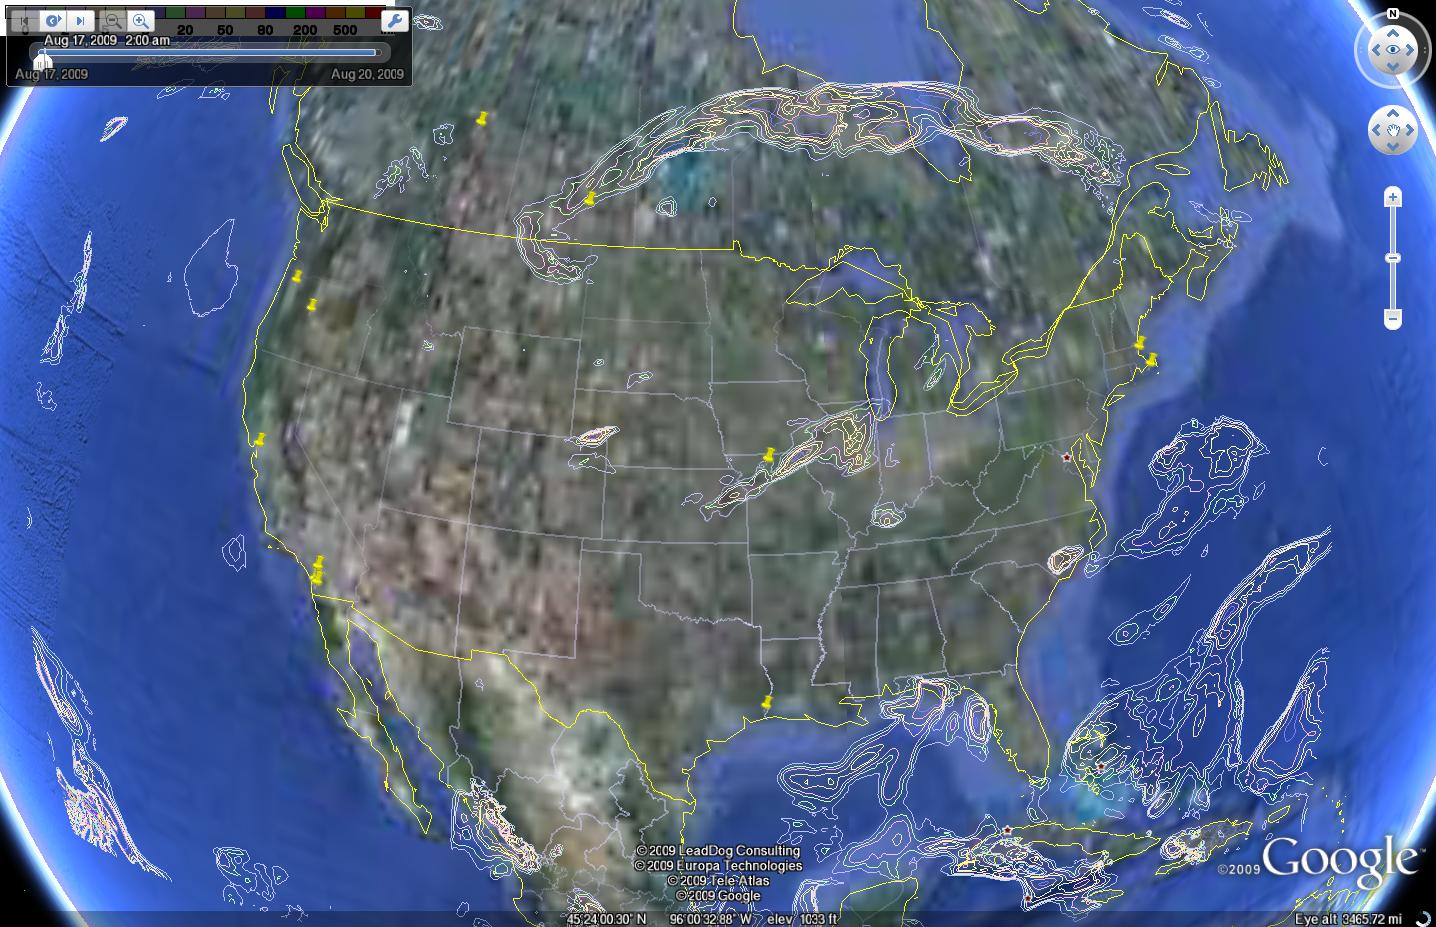 20 50 80 200 500
Aug 17, 2009 2:00 am
Aug 17, 2009 Aug 20, 2009
N
© 2009 LeadDog Consulting
© 2009 Europa Technologies
© 2009 Tele Atlas
© 2009 Google
©2009 Google™
45°24'00.30" N 96°00'32.88" W elev 1033 ft
Eye alt 3465.72 mi